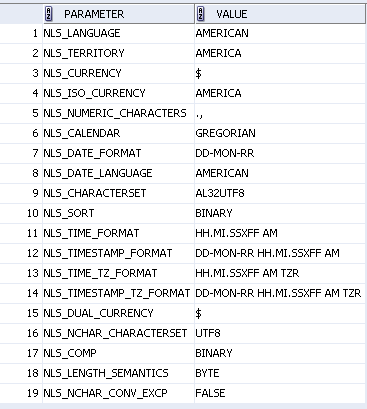 PARAMETER VALUE
1 NLS_LANGUAGE AMERICAN
2 NLS_TERRITORY AMERICA
3 NLS_CURRENCY $
4 NLS_ISO_CURRENCY AMERICA
5 NLS_NUMERIC_CHARACTERS .,
6 NLS_CALENDAR GREGORIAN
7 NLS_DATE_FORMAT DD-MON-RR
8 NLS_DATE_LANGUAGE AMERICAN
9 NLS_CHARACTERSET AL32UTF8
10 NLS_SORT BINARY
11 NLS_TIME_FORMAT HH.MI.SSXFF AM
12 NLS_TIMESTAMP_FORMAT DD-MON-RR HH.MI.SSXFF AM
13 NLS_TIME_TZ_FORMAT HH.MI.SSXFF AM TZR
14 NLS_TIMESTAMP_TZ_FORMAT DD-MON-RR HH.MI.SSXFF AM TZR
15 NLS_DUAL_CURRENCY $
16 NLS_NCHAR_CHARACTERSET UTF8
17 NLS_COMP BINARY
18 NLS_LENGTH_SEMANTICS BYTE
19 NLS_NCHAR_CONV_EXCP FALSE